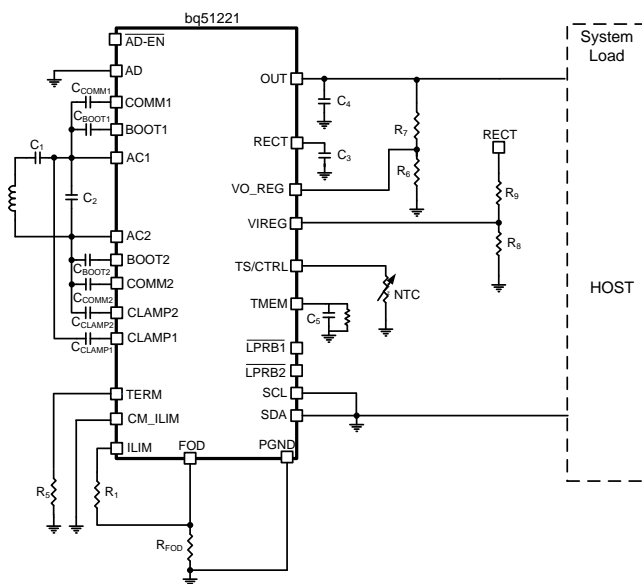 bq51221
AD-EN
AD
CCOMM1
COMM1
CBOOT1
BOOT1
C1
AC1
C2
AC2
BOOT2
CBOOT2
COMM2
CCOMM2
CLAMP2
CCLAMP2
CLAMP1
CCLAMP1
TERM
CM_ILIM
ILIM
FOD
PGND
R5
R1
RFOD
OUT
C4
R7
RECT
C3
R6
VO_REG
RECT
R9
VIREG
R8
TS/CTRL
NTC
TMEM
C5
LPRB1
LPRB2
SCL
SDA
System
Load
HOST